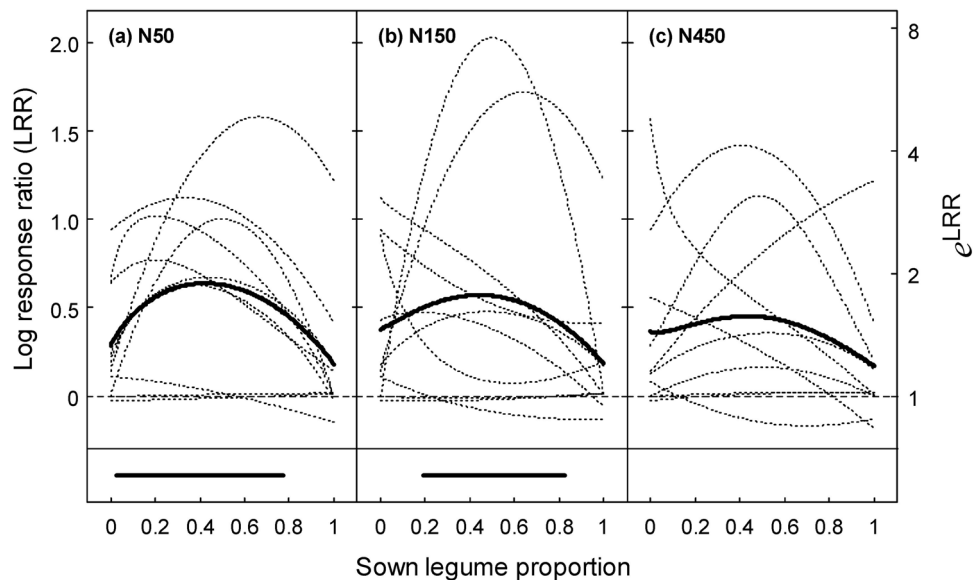 (a) N50 (b) N150 (c) N450
Log response ratio (LRR)
2.0
1.5
1.0
0.5
0
8
4
2
1
eLRR
0 0.2 0.4 0.6 0.8 1 0 0.2 0.4 0.6 0.8 1 0 0.2 0.4 0.6 0.8 1
Sown legume proportion